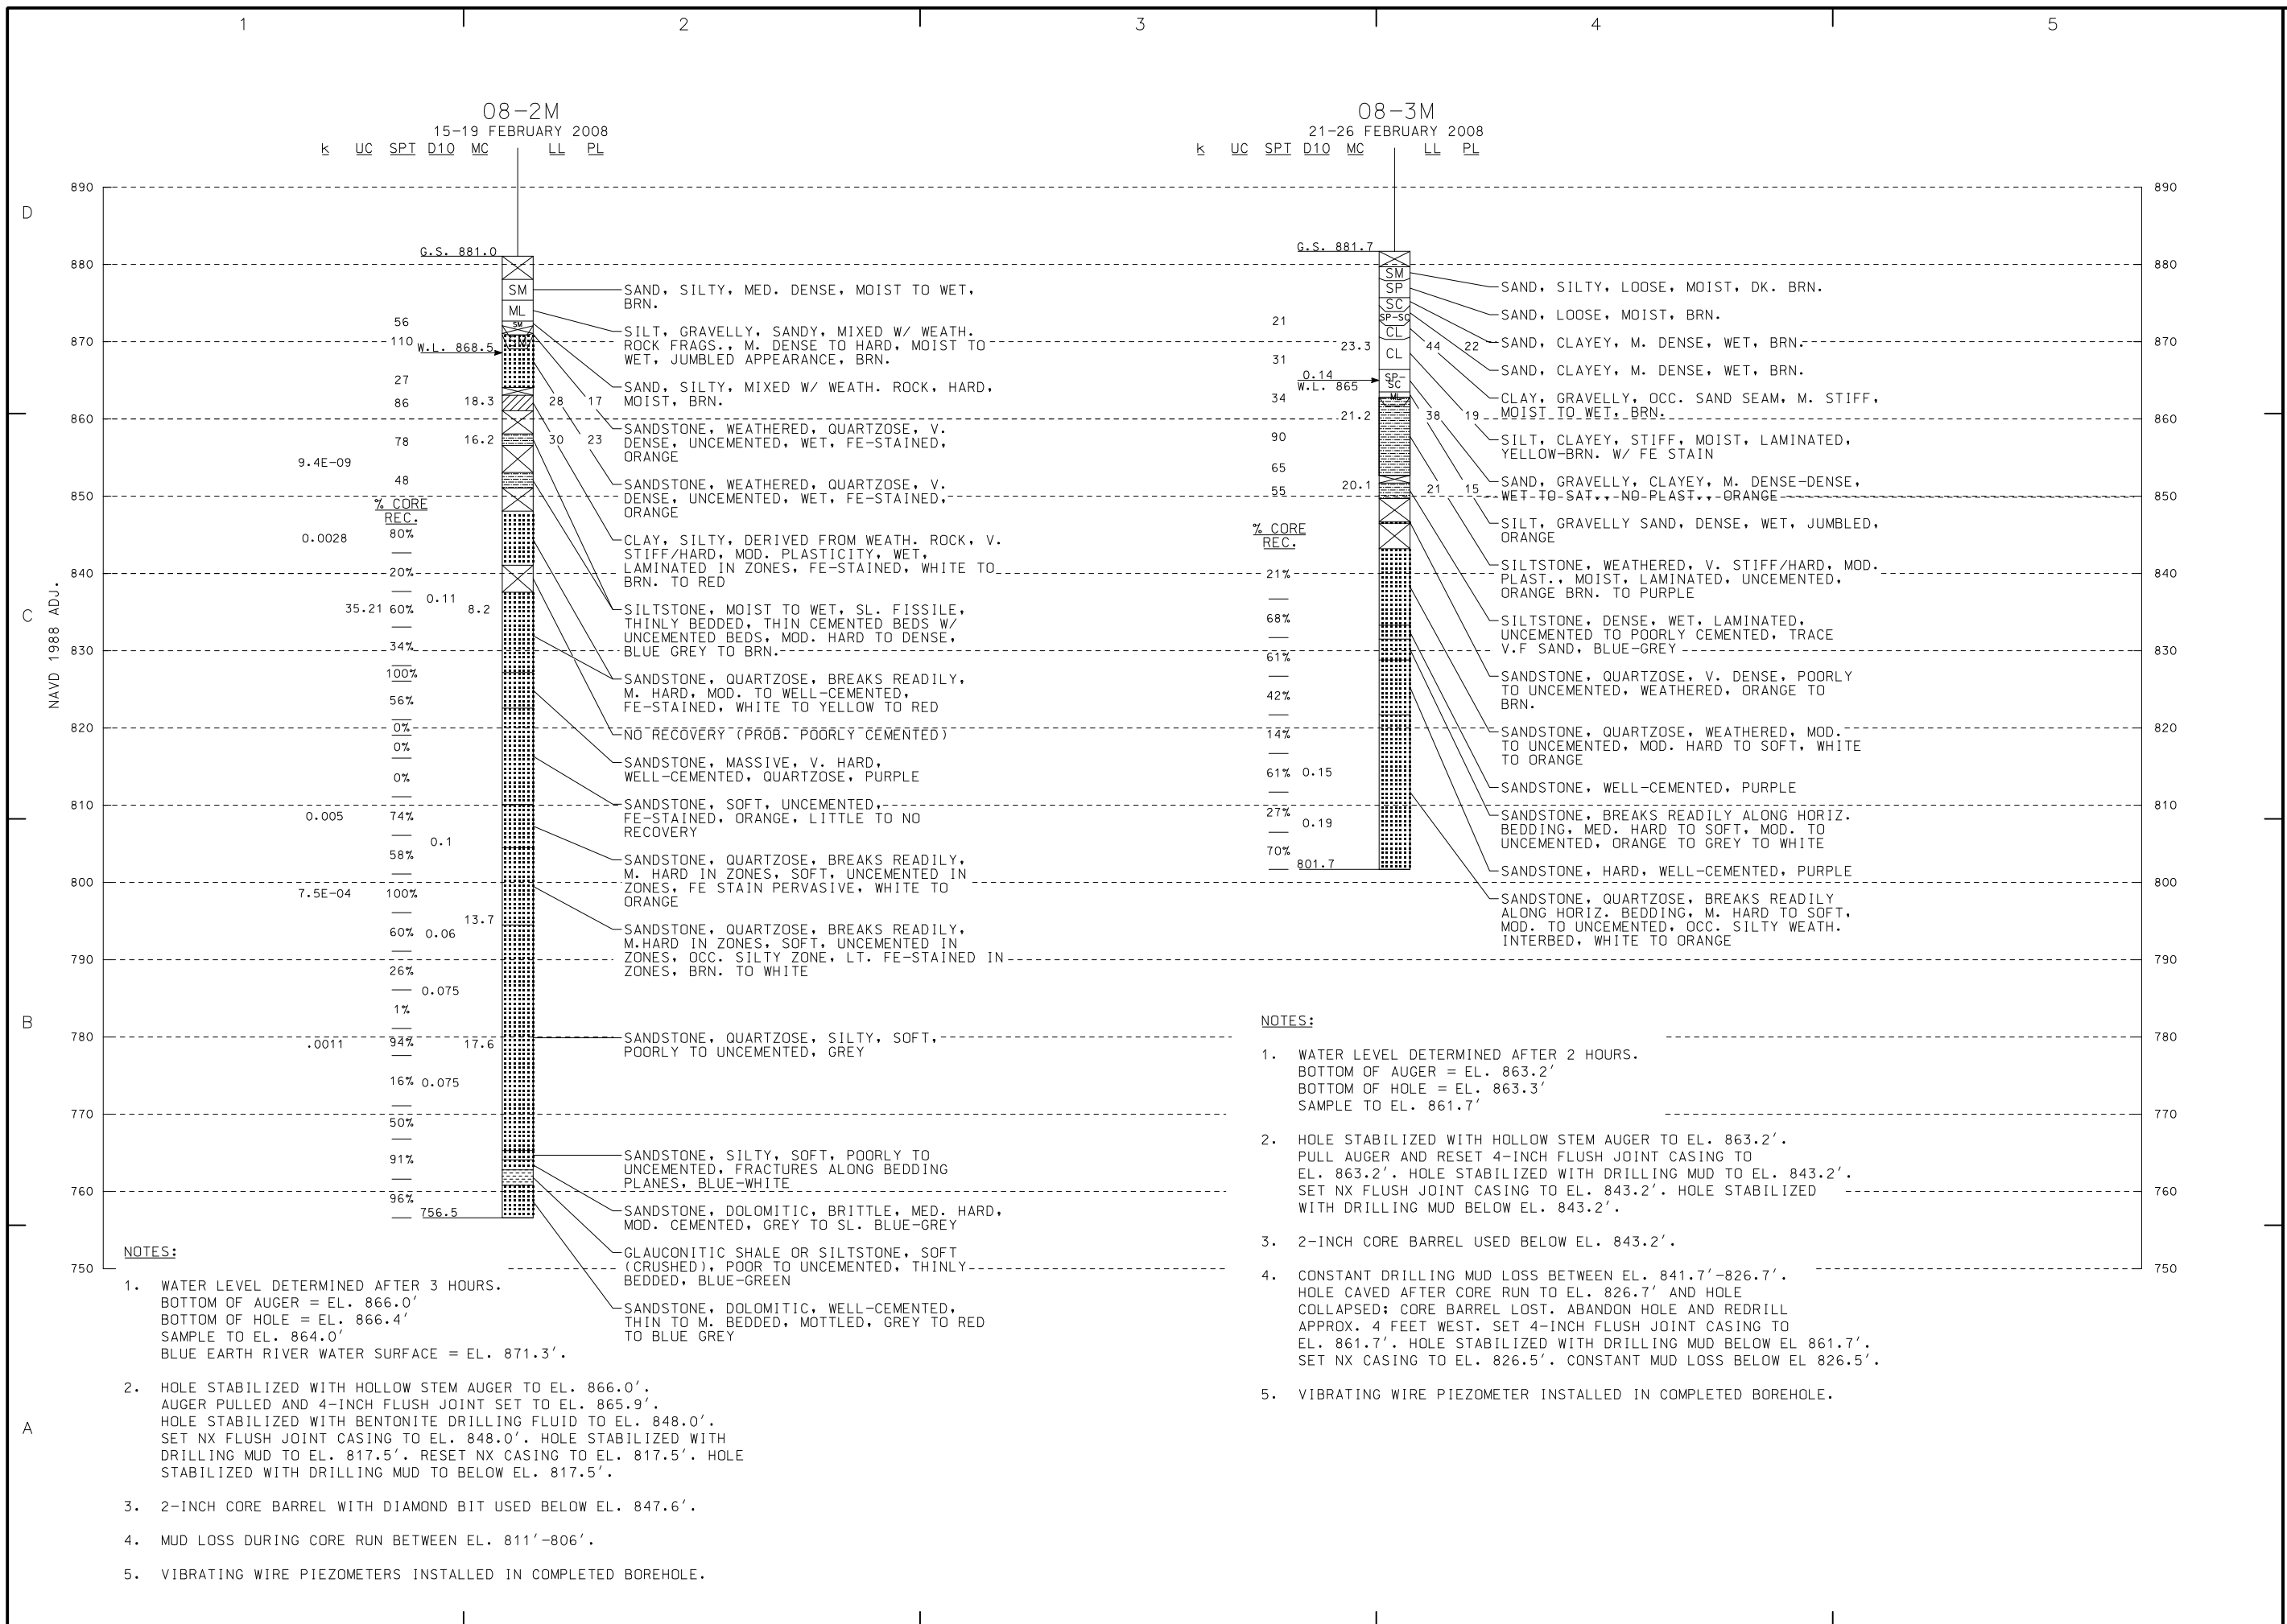 1 2 3 4 5
D
C
B
A
NAVD 1988 ADJ.
08-2M
15-19 FEBRUARY 2008
k UC SPT D10 MC LL PL
890
880
870
860
850
840
830
820
810
800
790
780
770
760
750
G.S. 881.0
SM
ML
SM
56
110
W.L. 868.5
27
86 18.3 28 17
78 16.2 30 23
9.4E-09
48
% CORE
REC.
0.0028 80%
20%
0.11
35.21 60% 8.2
34%
100%
56%
0%
0%
0%
0.005 74%
0.1
58%
7.5E-04 100%
13.7
60% 0.06
26%
0.075
1%
.0011 94% 17.6
16% 0.075
50%
91%
96%
756.5
SAND, SILTY, MED. DENSE, MOIST TO WET,
BRN.
SILT, GRAVELLY, SANDY, MIXED W/ WEATH.
ROCK FRAGS., M. DENSE TO HARD, MOIST TO
WET, JUMBLED APPEARANCE, BRN.
SAND, SILTY, MIXED W/ WEATH. ROCK, HARD,
MOIST, BRN.
SANDSTONE, WEATHERED, QUARTZOSE, V.
DENSE, UNCEMENTED, WET, FE-STAINED,
ORANGE
SANDSTONE, WEATHERED, QUARTZOSE, V.
DENSE, UNCEMENTED, WET, FE-STAINED,
ORANGE
CLAY, SILTY, DERIVED FROM WEATH. ROCK, V.
STIFF/HARD, MOD. PLASTICITY, WET,
LAMINATED IN ZONES, FE-STAINED, WHITE TO
BRN. TO RED
SILTSTONE, MOIST TO WET, SL. FISSILE,
THINLY BEDDED, THIN CEMENTED BEDS W/
UNCEMENTED BEDS, MOD. HARD TO DENSE,
BLUE GREY TO BRN.
SANDSTONE, QUARTZOSE, BREAKS READILY,
M. HARD, MOD. TO WELL-CEMENTED,
FE-STAINED, WHITE TO YELLOW TO RED
NO RECOVERY (PROB. POORLY CEMENTED)
SANDSTONE, MASSIVE, V. HARD,
WELL-CEMENTED, QUARTZOSE, PURPLE
SANDSTONE, SOFT, UNCEMENTED,
FE-STAINED, ORANGE, LITTLE TO NO
RECOVERY
SANDSTONE, QUARTZOSE, BREAKS READILY,
M. HARD IN ZONES, SOFT, UNCEMENTED IN
ZONES, FE STAIN PERVASIVE, WHITE TO
ORANGE
SANDSTONE, QUARTZOSE, BREAKS READILY,
M.HARD IN ZONES, SOFT, UNCEMENTED IN
ZONES, OCC. SILTY ZONE, LT. FE-STAINED IN
ZONES, BRN. TO WHITE
SANDSTONE, QUARTZOSE, SILTY, SOFT,
POORLY TO UNCEMENTED, GREY
SANDSTONE, SILTY, SOFT, POORLY TO
UNCEMENTED, FRACTURES ALONG BEDDING
PLANES, BLUE-WHITE
SANDSTONE, DOLOMITIC, BRITTLE, MED. HARD,
MOD. CEMENTED, GREY TO SL. BLUE-GREY
GLAUCONITIC SHALE OR SILTSTONE, SOFT
(CRUSHED), POOR TO UNCEMENTED, THINLY
BEDDED, BLUE-GREEN
SANDSTONE, DOLOMITIC, WELL-CEMENTED,
THIN TO M. BEDDED, MOTTLED, GREY TO RED
TO BLUE GREY
NOTES:
1. WATER LEVEL DETERMINED AFTER 3 HOURS.
BOTTOM OF AUGER = EL. 866.0'
BOTTOM OF HOLE = EL. 866.4'
SAMPLE TO EL. 864.0'
BLUE EARTH RIVER WATER SURFACE = EL. 871.3'.
2. HOLE STABILIZED WITH HOLLOW STEM AUGER TO EL. 866.0'.
AUGER PULLED AND 4-INCH FLUSH JOINT SET TO EL. 865.9'.
HOLE STABILIZED WITH BENTONITE DRILLING FLUID TO EL. 848.0'.
SET NX FLUSH JOINT CASING TO EL. 848.0'. HOLE STABILIZED WITH
DRILLING MUD TO EL. 817.5'. RESET NX CASING TO EL. 817.5'. HOLE
STABILIZED WITH DRILLING MUD TO BELOW EL. 817.5'.
3. 2-INCH CORE BARREL WITH DIAMOND BIT USED BELOW EL. 847.6'.
4. MUD LOSS DURING CORE RUN BETWEEN EL. 811'-806'.
5. VIBRATING WIRE PIEZOMETERS INSTALLED IN COMPLETED BOREHOLE.
08-3M
21-26 FEBRUARY 2008
k UC SPT D10 MC LL PL
G.S. 881.7
SM
SP
SC
SP-SC
CL
CL
SP-
SC
ML
21
23.3 44 22
31
0.14
W.L. 865
34
21.2 38 19
90
65
55 20.1 21 15
% CORE
REC.
21%
68%
61%
42%
14%
61% 0.15
27%
0.19
70%
801.7
SAND, SILTY, LOOSE, MOIST, DK. BRN.
SAND, LOOSE, MOIST, BRN.
SAND, CLAYEY, M. DENSE, WET, BRN.
SAND, CLAYEY, M. DENSE, WET, BRN.
CLAY, GRAVELLY, OCC. SAND SEAM, M. STIFF,
MOIST TO WET, BRN.
SILT, CLAYEY, STIFF, MOIST, LAMINATED,
YELLOW-BRN. W/ FE STAIN
SAND, GRAVELLY, CLAYEY, M. DENSE-DENSE,
WET TO SAT., NO PLAST., ORANGE
SILT, GRAVELLY SAND, DENSE, WET, JUMBLED,
ORANGE
SILTSTONE, WEATHERED, V. STIFF/HARD, MOD.
PLAST., MOIST, LAMINATED, UNCEMENTED,
ORANGE BRN. TO PURPLE
SILTSTONE, DENSE, WET, LAMINATED,
UNCEMENTED TO POORLY CEMENTED, TRACE
V.F SAND, BLUE-GREY
SANDSTONE, QUARTZOSE, V. DENSE, POORLY
TO UNCEMENTED, WEATHERED, ORANGE TO
BRN.
SANDSTONE, QUARTZOSE, WEATHERED, MOD.
TO UNCEMENTED, MOD. HARD TO SOFT, WHITE
TO ORANGE
SANDSTONE, WELL-CEMENTED, PURPLE
SANDSTONE, BREAKS READILY ALONG HORIZ.
BEDDING, MED. HARD TO SOFT, MOD. TO
UNCEMENTED, ORANGE TO GREY TO WHITE
SANDSTONE, HARD, WELL-CEMENTED, PURPLE
SANDSTONE, QUARTZOSE, BREAKS READILY
ALONG HORIZ. BEDDING, M. HARD TO SOFT,
MOD. TO UNCEMENTED, OCC. SILTY WEATH.
INTERBED, WHITE TO ORANGE
890
880
870
860
850
840
830
820
810
800
790
780
770
760
750
NOTES:
1. WATER LEVEL DETERMINED AFTER 2 HOURS.
BOTTOM OF AUGER = EL. 863.2'
BOTTOM OF HOLE = EL. 863.3'
SAMPLE TO EL. 861.7'
2. HOLE STABILIZED WITH HOLLOW STEM AUGER TO EL. 863.2'.
PULL AUGER AND RESET 4-INCH FLUSH JOINT CASING TO
EL. 863.2'. HOLE STABILIZED WITH DRILLING MUD TO EL. 843.2'.
SET NX FLUSH JOINT CASING TO EL. 843.2'. HOLE STABILIZED
WITH DRILLING MUD BELOW EL. 843.2'.
3. 2-INCH CORE BARREL USED BELOW EL. 843.2'.
4. CONSTANT DRILLING MUD LOSS BETWEEN EL. 841.7'-826.7'.
HOLE CAVED AFTER CORE RUN TO EL. 826.7' AND HOLE
COLLAPSED; CORE BARREL LOST. ABANDON HOLE AND REDRILL
APPROX. 4 FEET WEST. SET 4-INCH FLUSH JOINT CASING TO
EL. 861.7'. HOLE STABILIZED WITH DRILLING MUD BELOW EL 861.7'.
SET NX CASING TO EL. 826.5'. CONSTANT MUD LOSS BELOW EL 826.5'.
5. VIBRATING WIRE PIEZOMETER INSTALLED IN COMPLETED BOREHOLE.